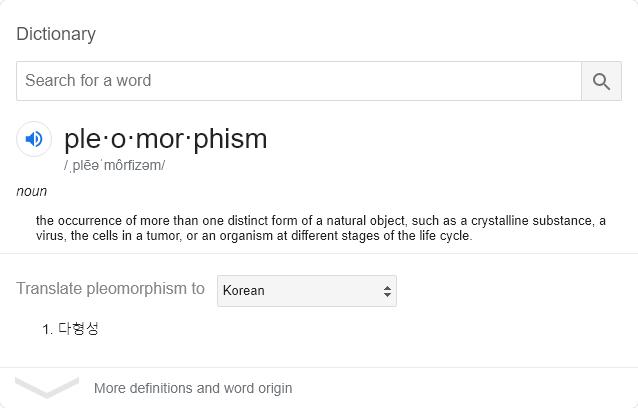 Dictionary
Search for a word
ple·o·mor·phism
/ˌplēəˈmôrfizəm/
noun
the occurrence of more than one distinct form of a natural object, such as a crystalline substance, a
virus, the cells in a tumor, or an organism at different stages of the life cycle.
Translate pleomorphism to Korean
1. 다형성
More definitions and word origin